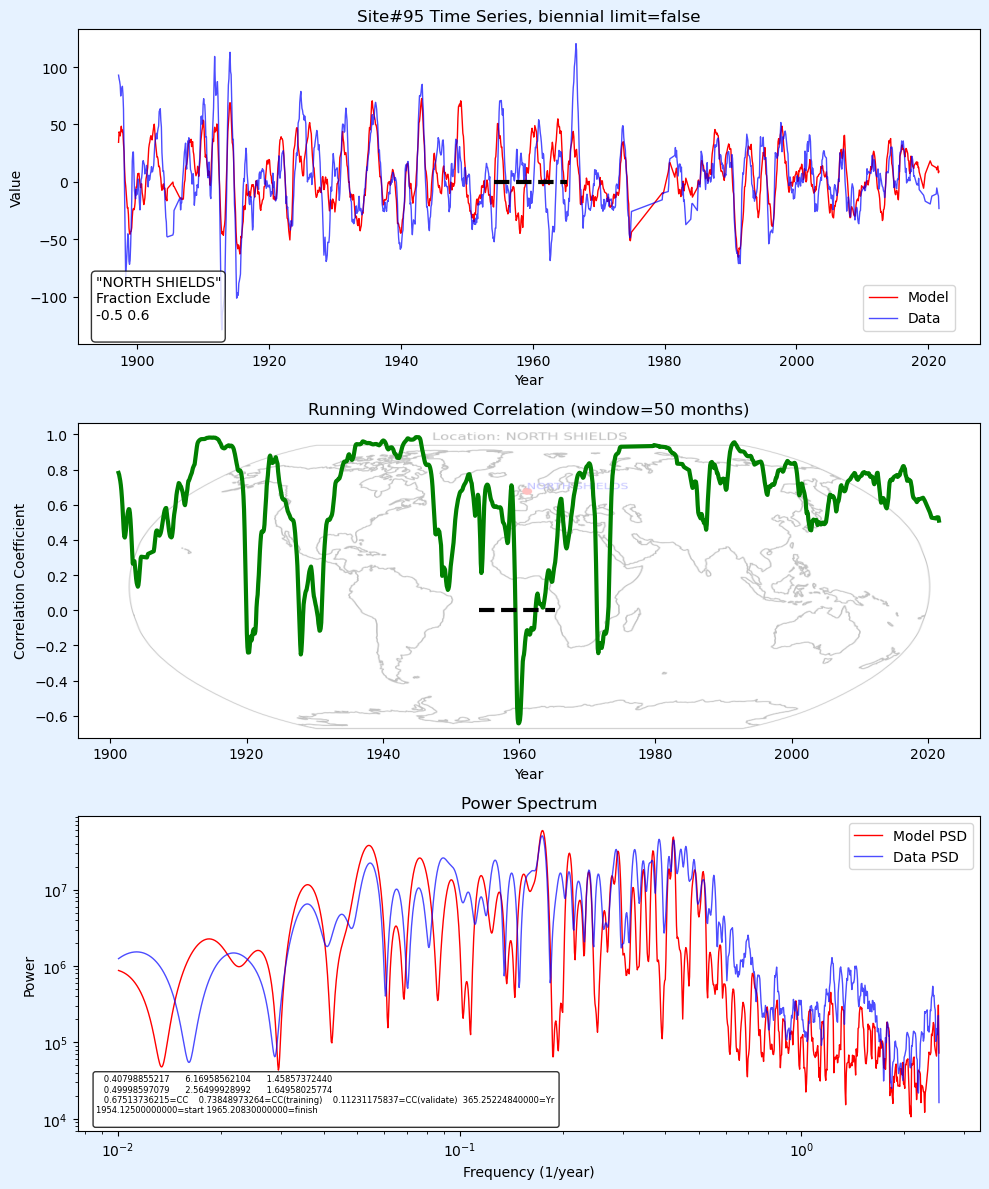 Site#95 Time Series, biennial limit=false
Value
100
50
0
−50
−100
"NORTH SHIELDS"
Fraction Exclude
-0.5 0.6
Model
Data
1900 1920 1940 1960 1980 2000 2020
Year
Running Windowed Correlation (window=50 months)
Location: NORTH SHIELDS
NORTH SHIELDS
Correlation Coefficient
1.0
0.8
0.6
0.4
0.2
0.0
−0.2
−0.4
−0.6
1900 1920 1940 1960 1980 2000 2020
Year
Power Spectrum
Model PSD
Data PSD
Power
10⁷
10⁶
10⁵
10⁴
0.40798855217 6.16958562104 1.45857372440
0.49998597079 2.56499928992 1.64958025774
0.67513736215=CC 0.73848973264=CC(training) 0.11231175837=CC(validate) 365.25224840000=Yr
1954.12500000000=start 1965.20830000000=finish
10⁻² 10⁻¹ 10⁰
Frequency (1/year)